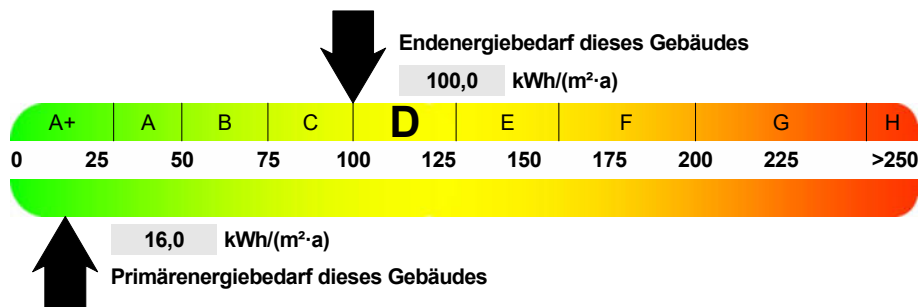 Endenergiebedarf dieses Gebäudes
100,0 kWh/(m²·a)
A+ A B C D E F G H
0 25 50 75 100 125 150 175 200 225 >250
16,0 kWh/(m²·a)
Primärenergiebedarf dieses Gebäudes